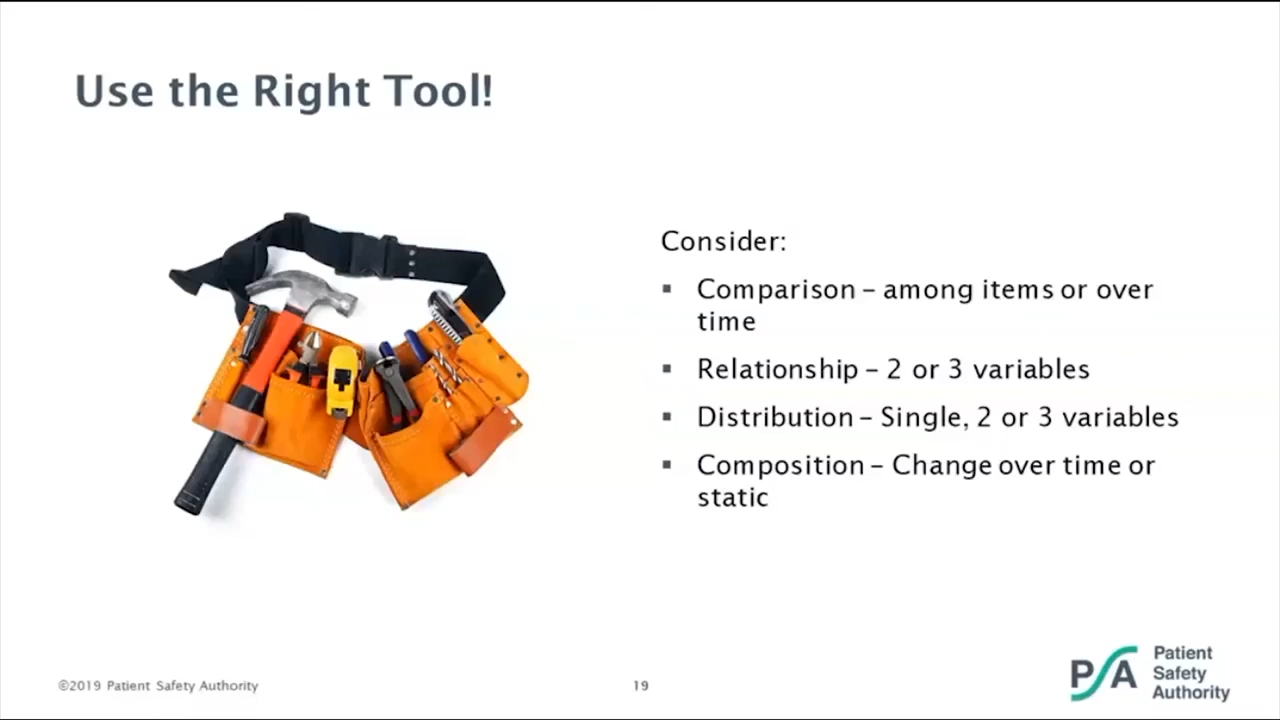 Use the Right Tool!
Consider:
▪ Comparison – among items or over
time
▪ Relationship – 2 or 3 variables
▪ Distribution – Single, 2 or 3 variables
▪ Composition – Change over time or
static
©2019 Patient Safety Authority
19
PSA
Patient
Safety
Authority